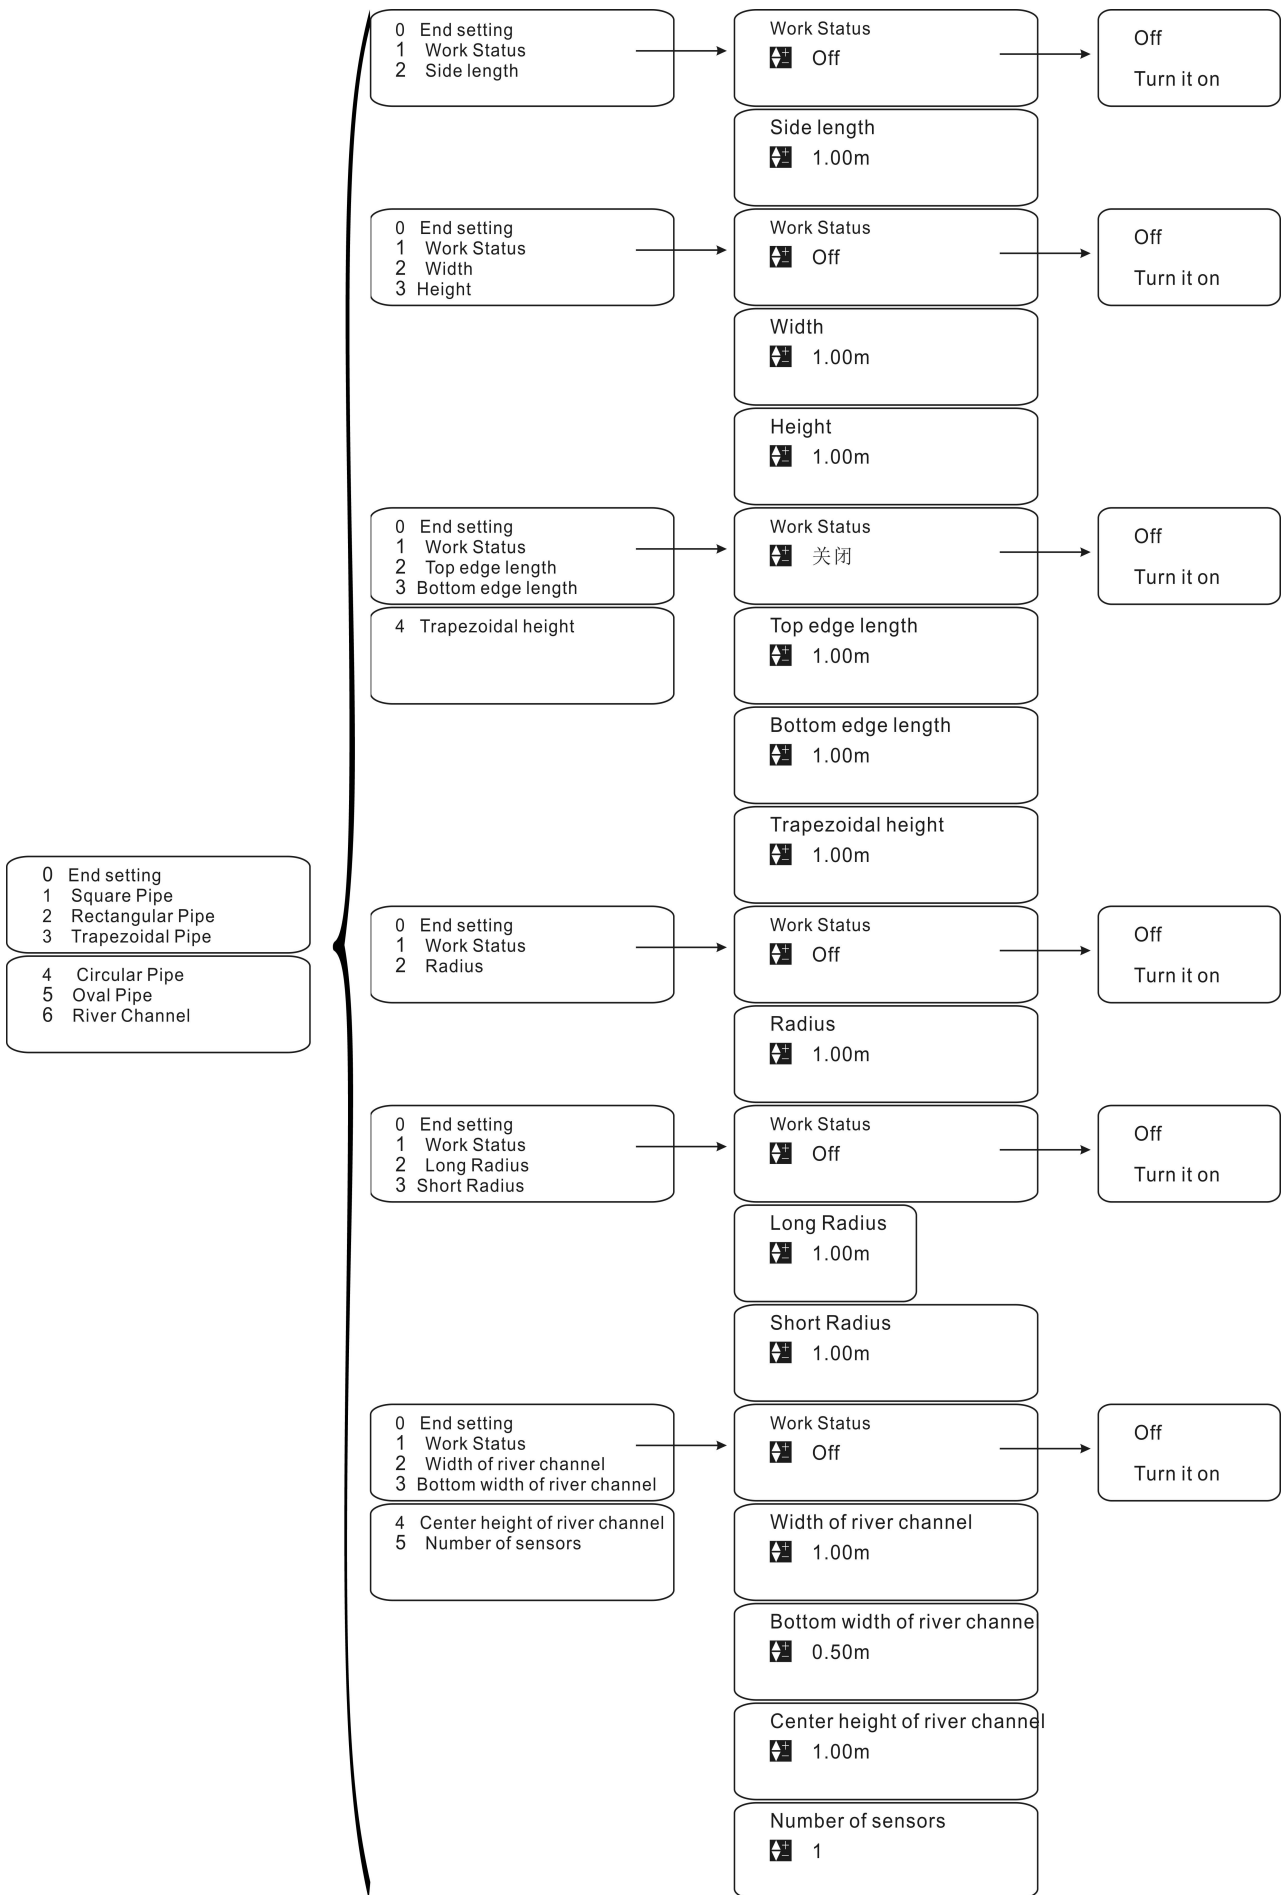 0 End setting
1 Square Pipe
2 Rectangular Pipe
3 Trapezoidal Pipe
4 Circular Pipe
5 Oval Pipe
6 River Channel
0 End setting
1 Work Status
2 Side length
Work Status
Off
Off
Turn it on
Side length
1.00m
0 End setting
1 Work Status
2 Width
3 Height
Work Status
Off
Off
Turn it on
Width
1.00m
Height
1.00m
0 End setting
1 Work Status
2 Top edge length
3 Bottom edge length
4 Trapezoidal height
Work Status
关闭
Off
Turn it on
Top edge length
1.00m
Bottom edge length
1.00m
Trapezoidal height
1.00m
0 End setting
1 Work Status
2 Radius
Work Status
Off
Off
Turn it on
Radius
1.00m
0 End setting
1 Work Status
2 Long Radius
3 Short Radius
Work Status
Off
Off
Turn it on
Long Radius
1.00m
Short Radius
1.00m
0 End setting
1 Work Status
2 Width of river channel
3 Bottom width of river channel
4 Center height of river channel
5 Number of sensors
Work Status
Off
Off
Turn it on
Width of river channel
1.00m
Bottom width of river channel
0.50m
Center height of river channel
1.00m
Number of sensors
1